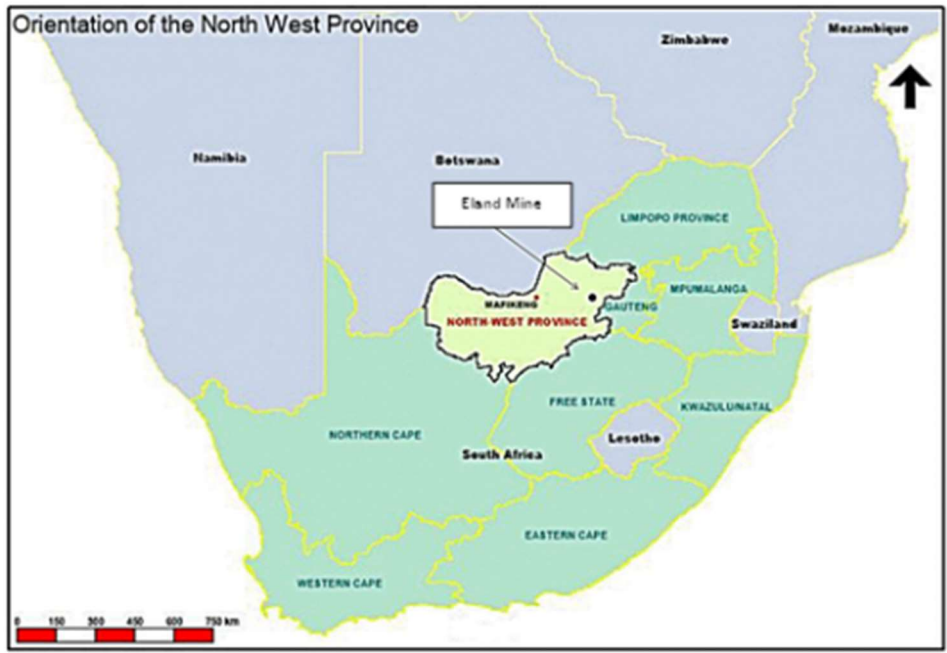 Orientation of the North West Province
Mozambique
Zimbabwe
Namibia
Botswana
Eland Mine
LIMPOPO PROVINCE
MPUMALANGA
MAFIKENG
GAUTENG
NORTH-WEST PROVINCE
Swaziland
FREE STATE
KWAZULU/NATAL
NORTHERN CAPE
Lesotho
South Africa
EASTERN CAPE
WESTERN CAPE
0 150 300 450 600 750 km